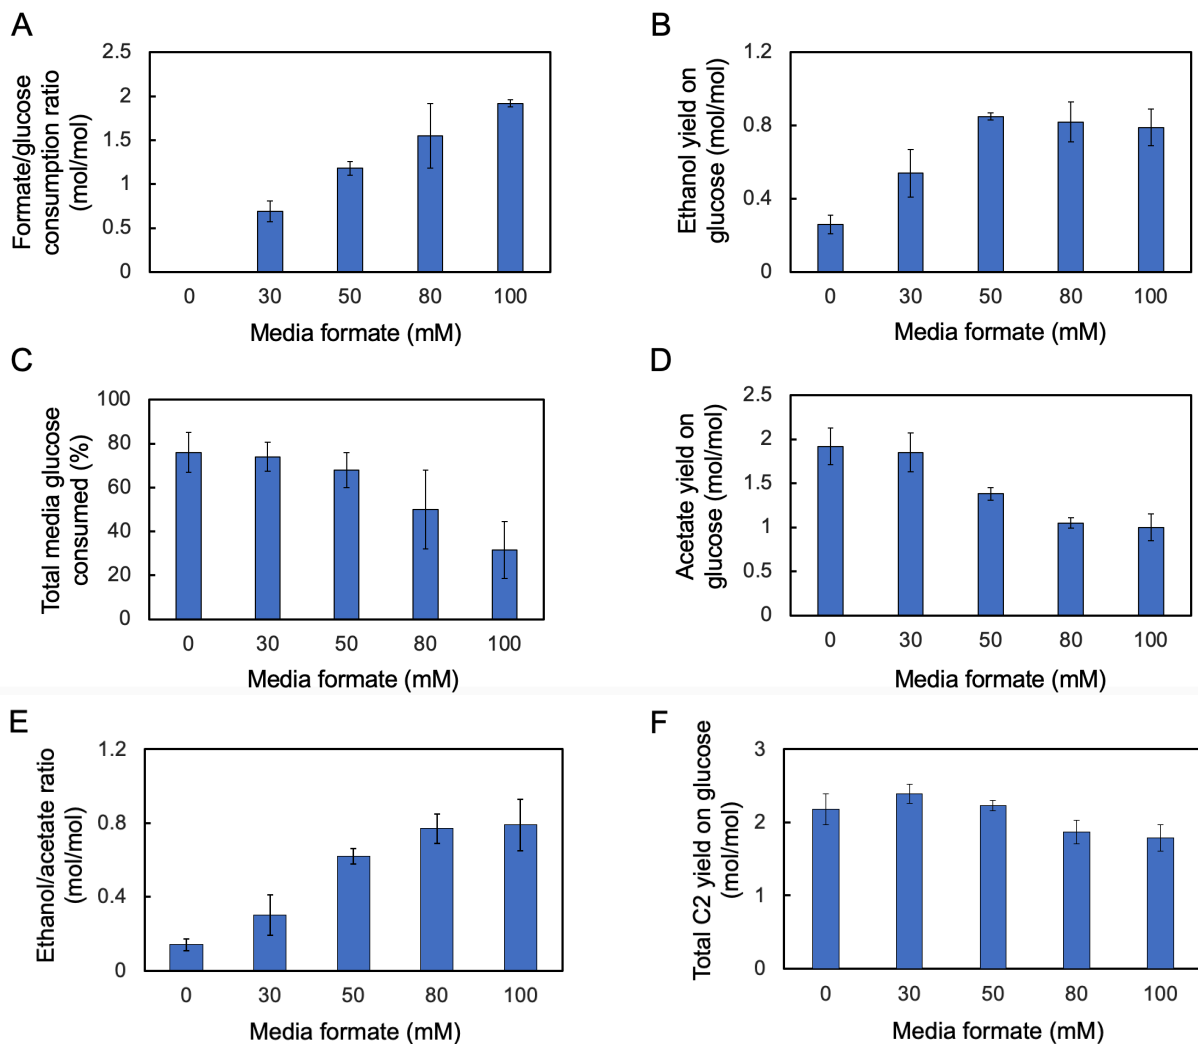 A
Formate/glucose
consumption ratio
(mol/mol)
2.5
2
1.5
1
0.5
0
0 30 50 80 100
Media formate (mM)
B
Ethanol yield on
glucose (mol/mol)
1.2
0.8
0.4
0
0 30 50 80 100
Media formate (mM)
C
Total media glucose
consumed (%)
100
80
60
40
20
0
0 30 50 80 100
Media formate (mM)
D
Acetate yield on
glucose (mol/mol)
2.5
2
1.5
1
0.5
0
0 30 50 80 100
Media formate (mM)
E
Ethanol/acetate ratio
(mol/mol)
1.2
0.8
0.4
0
0 30 50 80 100
Media formate (mM)
F
Total C2 yield on glucose
(mol/mol)
3
2
1
0
0 30 50 80 100
Media formate (mM)